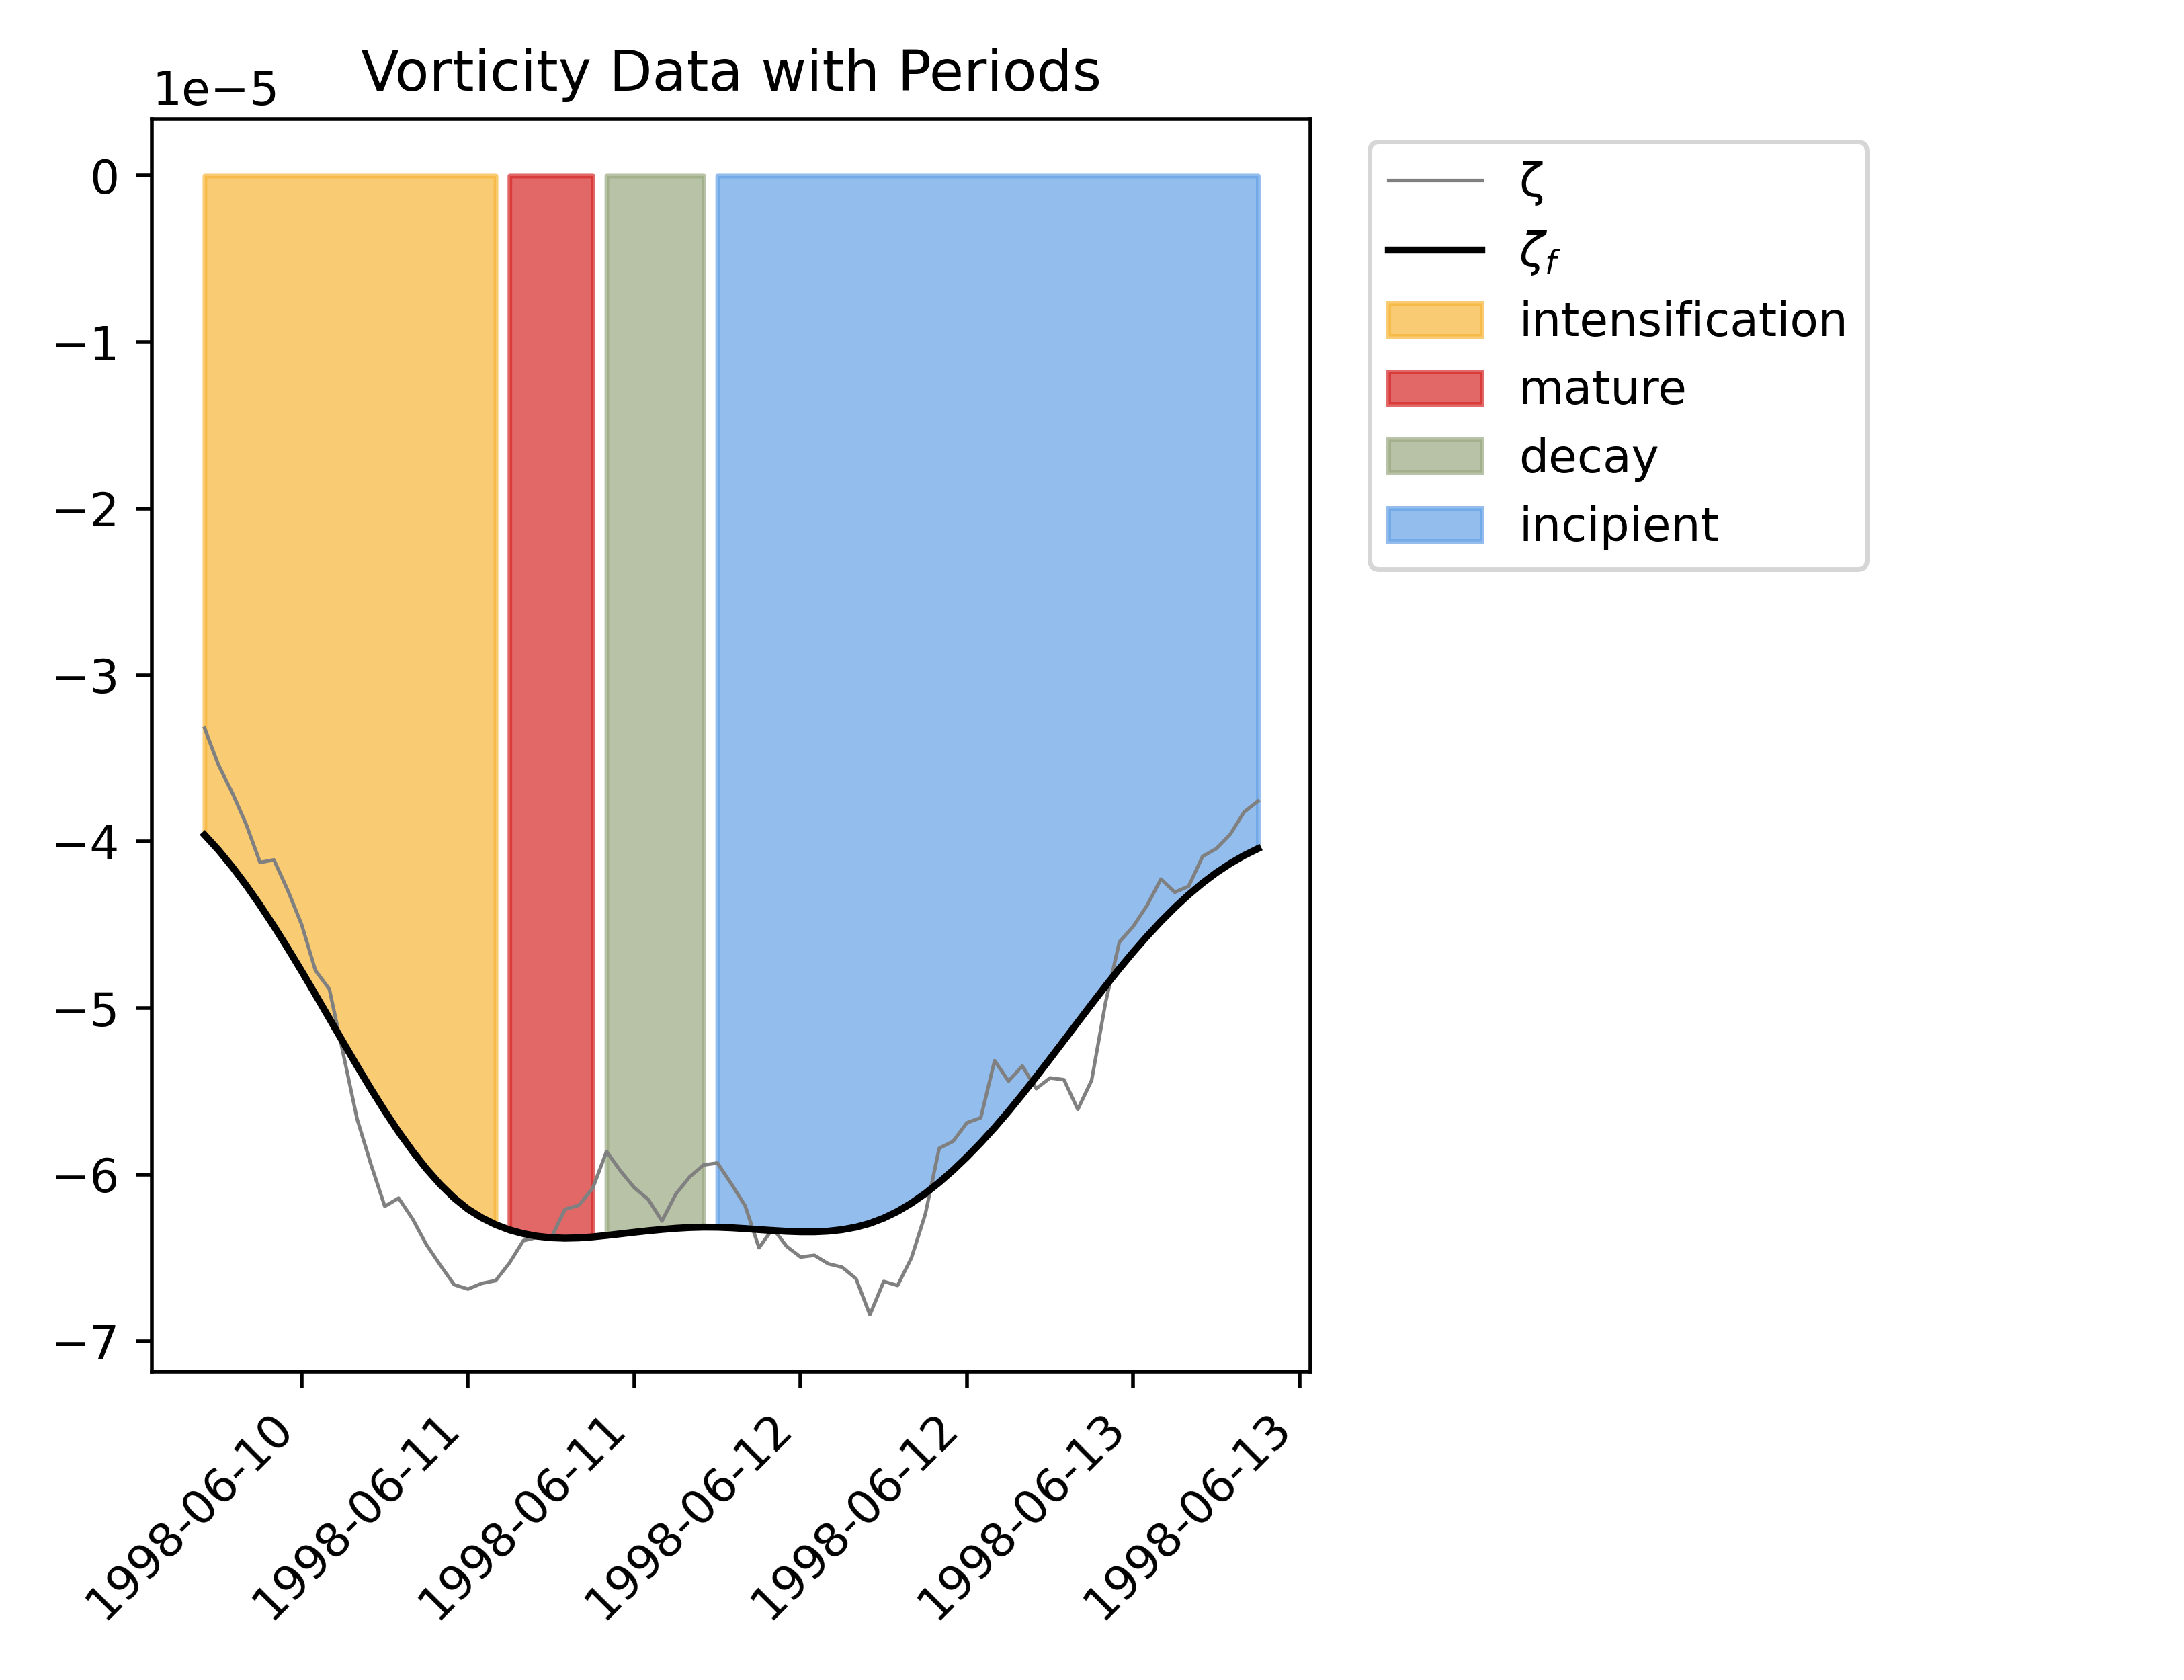 Vorticity Data with Periods
1e−5
0
−1
−2
−3
−4
−5
−6
−7
1998-06-10
1998-06-11
1998-06-11
1998-06-12
1998-06-12
1998-06-13
1998-06-13
ζ
ζf
intensification
mature
decay
incipient